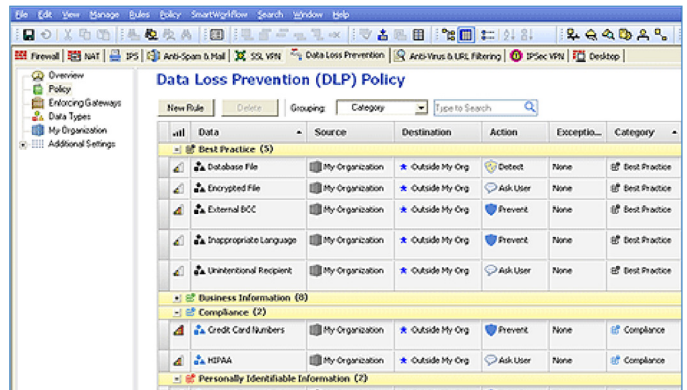 File Edit View Manage Rules Policy SmartWorkflow Search Window Help
Firewall NAT IPS Anti-Spam & Mail SSL VPN Data Loss Prevention Anti-Virus & URL Filtering IPSec VPN Desktop
Overview
Policy
Enforcing Gateways
Data Types
My Organization
Additional Settings
Data Loss Prevention (DLP) Policy
New Rule Delete Grouping: Category Type to Search
Data Source Destination Action Exceptio... Category
Best Practice (5)
Database File My Organization Outside My Org Detect None Best Practice
Encrypted File My Organization Outside My Org Ask User None Best Practice
External BCC My Organization Outside My Org Prevent None Best Practice
Inappropriate Language My Organization Outside My Org Prevent None Best Practice
Unintentional Recipient My Organization Outside My Org Ask User None Best Practice
Business Information (8)
Compliance (2)
Credit Card Numbers My Organization Outside My Org Prevent None Compliance
HIPAA My Organization Outside My Org Ask User None Compliance
Personally Identifiable Information (2)